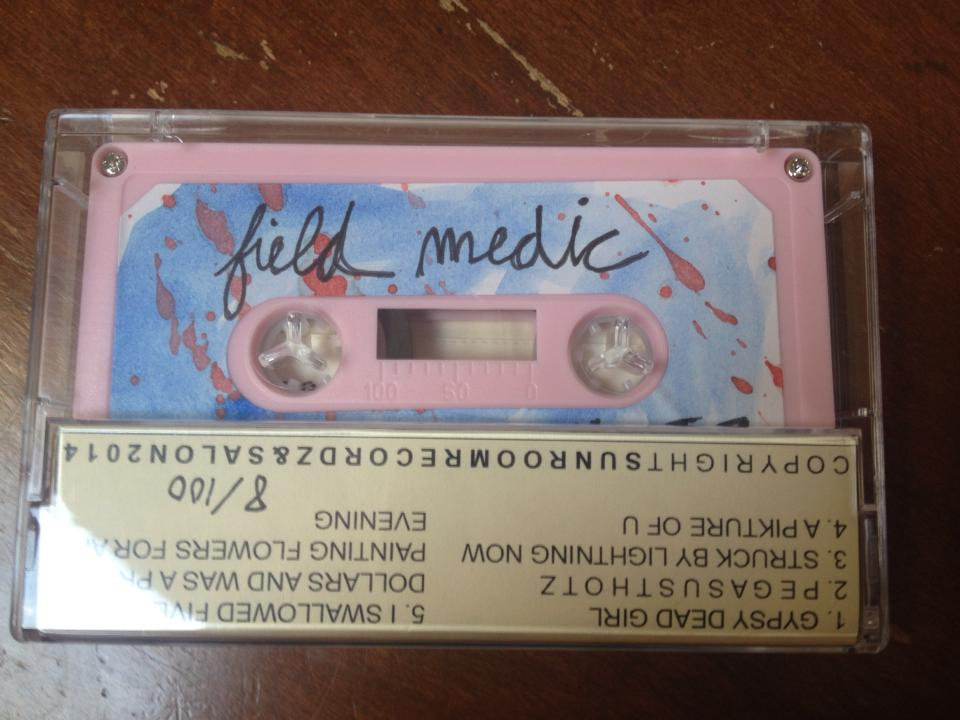 field medic
100 50 0
1. GYPSY DEAD GIRL
2. PEGASUSTHOTZ
3. STRUCK BY LIGHTNING NOW
4. A PIKTURE OF U
5. I SWALLOWED FIVE
DOLLARS AND WAS A
PAINTING FLOWERS FOR
EVENING
8/100
COPYRIGHTSUNROOMRECORDZ&SALON2014